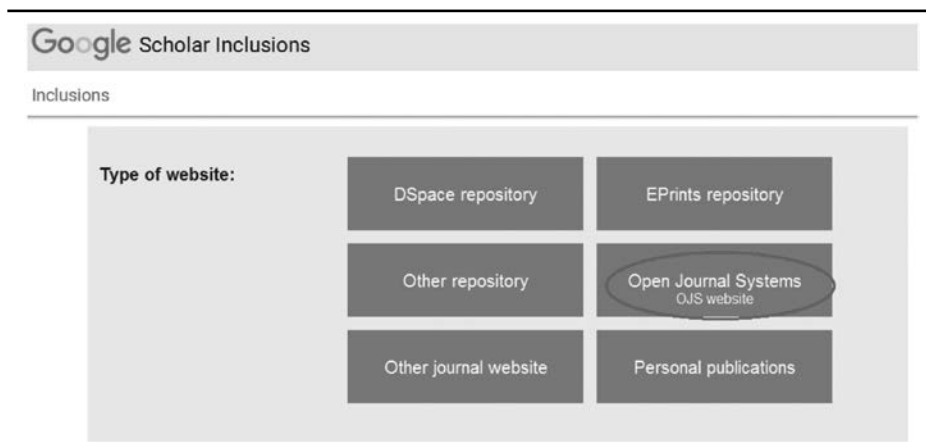 Google Scholar Inclusions
Inclusions
Type of website:
DSpace repository
EPrints repository
Other repository
Open Journal Systems
OJS website
Other journal website
Personal publications